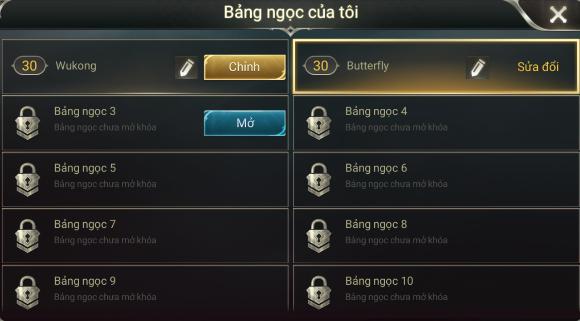 Bảng ngọc của tôi
30 Wukong Chỉnh
30 Butterfly Sửa đổi
Bảng ngọc 3
Bảng ngọc chưa mở khóa
Mở
Bảng ngọc 4
Bảng ngọc chưa mở khóa
Bảng ngọc 5
Bảng ngọc chưa mở khóa
Bảng ngọc 6
Bảng ngọc chưa mở khóa
Bảng ngọc 7
Bảng ngọc chưa mở khóa
Bảng ngọc 8
Bảng ngọc chưa mở khóa
Bảng ngọc 9
Bảng ngọc chưa mở khóa
Bảng ngọc 10
Bảng ngọc chưa mở khóa